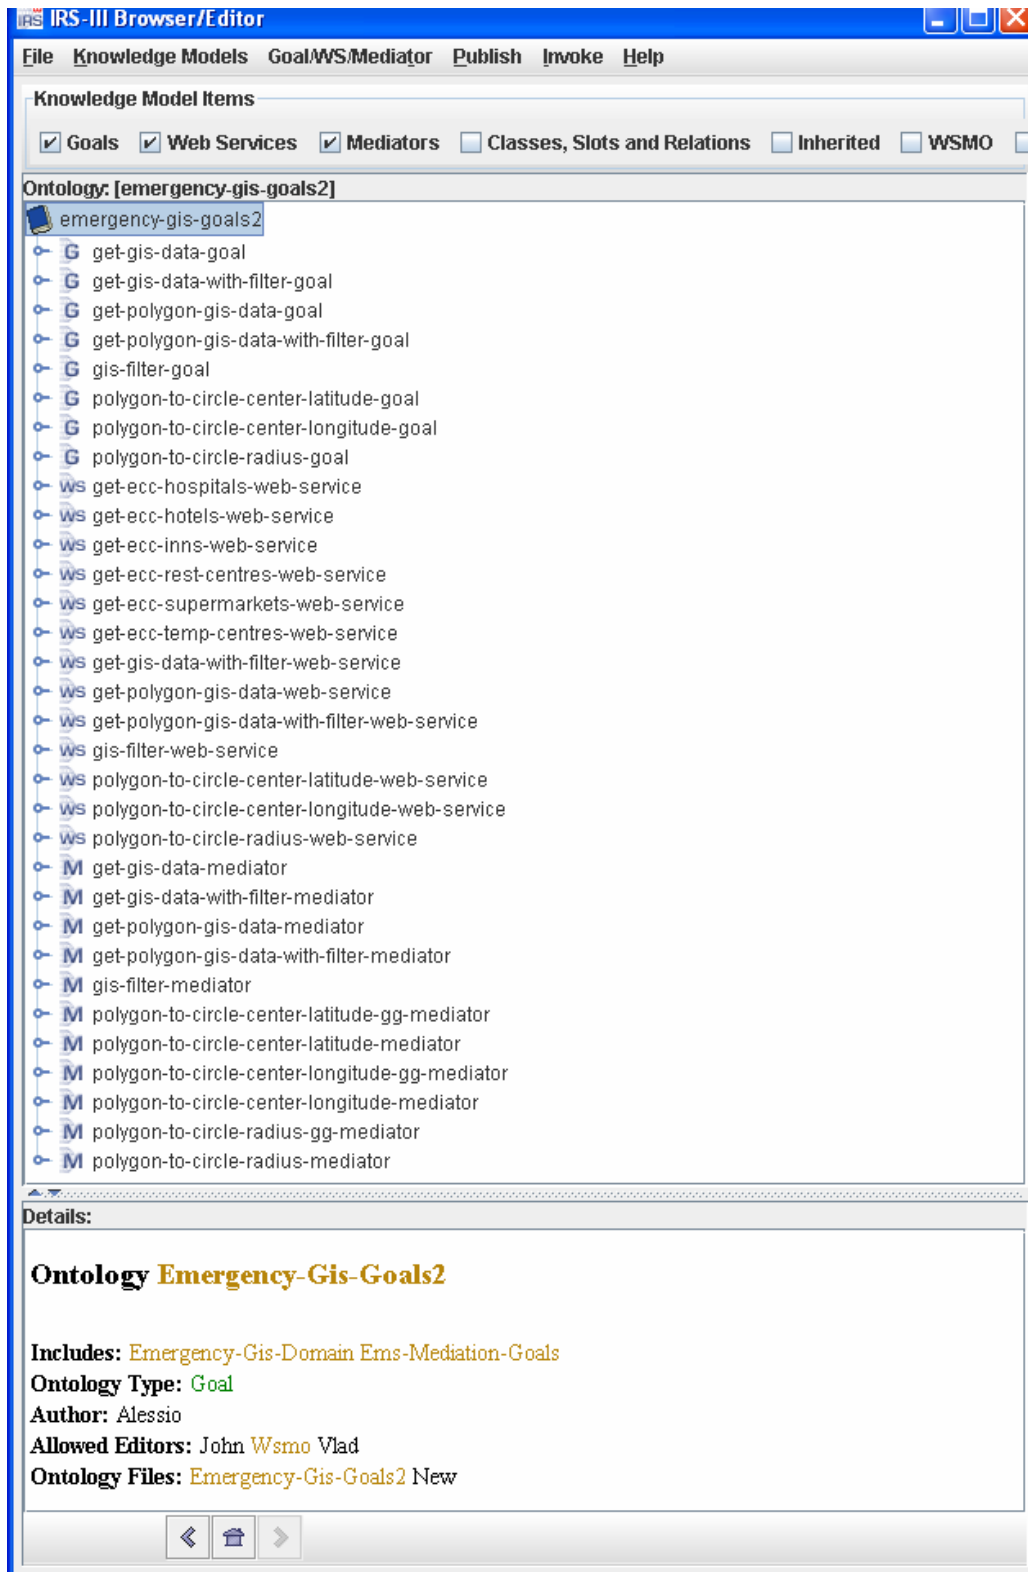 IRS IRS-III Browser/Editor
File Knowledge Models Goal/WS/Mediator Publish Invoke Help
Knowledge Model Items
Goals Web Services Mediators Classes, Slots and Relations Inherited WSMO
Ontology: [emergency-gis-goals2]
emergency-gis-goals2
G get-gis-data-goal
G get-gis-data-with-filter-goal
G get-polygon-gis-data-goal
G get-polygon-gis-data-with-filter-goal
G gis-filter-goal
G polygon-to-circle-center-latitude-goal
G polygon-to-circle-center-longitude-goal
G polygon-to-circle-radius-goal
WS get-ecc-hospitals-web-service
WS get-ecc-hotels-web-service
WS get-ecc-inns-web-service
WS get-ecc-rest-centres-web-service
WS get-ecc-supermarkets-web-service
WS get-ecc-temp-centres-web-service
WS get-gis-data-with-filter-web-service
WS get-polygon-gis-data-web-service
WS get-polygon-gis-data-with-filter-web-service
WS gis-filter-web-service
WS polygon-to-circle-center-latitude-web-service
WS polygon-to-circle-center-longitude-web-service
WS polygon-to-circle-radius-web-service
M get-gis-data-mediator
M get-gis-data-with-filter-mediator
M get-polygon-gis-data-mediator
M get-polygon-gis-data-with-filter-mediator
M gis-filter-mediator
M polygon-to-circle-center-latitude-gg-mediator
M polygon-to-circle-center-latitude-mediator
M polygon-to-circle-center-longitude-gg-mediator
M polygon-to-circle-center-longitude-mediator
M polygon-to-circle-radius-gg-mediator
M polygon-to-circle-radius-mediator
Details:
Ontology Emergency-Gis-Goals2
Includes: Emergency-Gis-Domain Ems-Mediation-Goals
Ontology Type: Goal
Author: Alessio
Allowed Editors: John Wsmo Vlad
Ontology Files: Emergency-Gis-Goals2 New